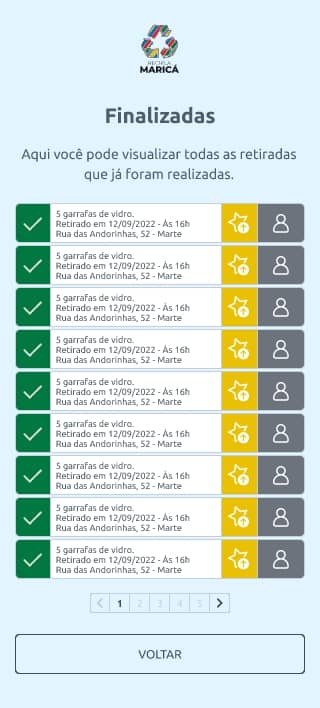 RECICLA
MARICÁ
Finalizadas
Aqui você pode visualizar todas as retiradas
que já foram realizadas.
5 garrafas de vidro.
Retirado em 12/09/2022 - Às 16h
Rua das Andorinhas, 52 - Marte
5 garrafas de vidro.
Retirado em 12/09/2022 - Às 16h
Rua das Andorinhas, 52 - Marte
5 garrafas de vidro.
Retirado em 12/09/2022 - Às 16h
Rua das Andorinhas, 52 - Marte
5 garrafas de vidro.
Retirado em 12/09/2022 - Às 16h
Rua das Andorinhas, 52 - Marte
5 garrafas de vidro.
Retirado em 12/09/2022 - Às 16h
Rua das Andorinhas, 52 - Marte
5 garrafas de vidro.
Retirado em 12/09/2022 - Às 16h
Rua das Andorinhas, 52 - Marte
5 garrafas de vidro.
Retirado em 12/09/2022 - Às 16h
Rua das Andorinhas, 52 - Marte
5 garrafas de vidro.
Retirado em 12/09/2022 - Às 16h
Rua das Andorinhas, 52 - Marte
5 garrafas de vidro.
Retirado em 12/09/2022 - Às 16h
Rua das Andorinhas, 52 - Marte
1 2 3 4 5
VOLTAR